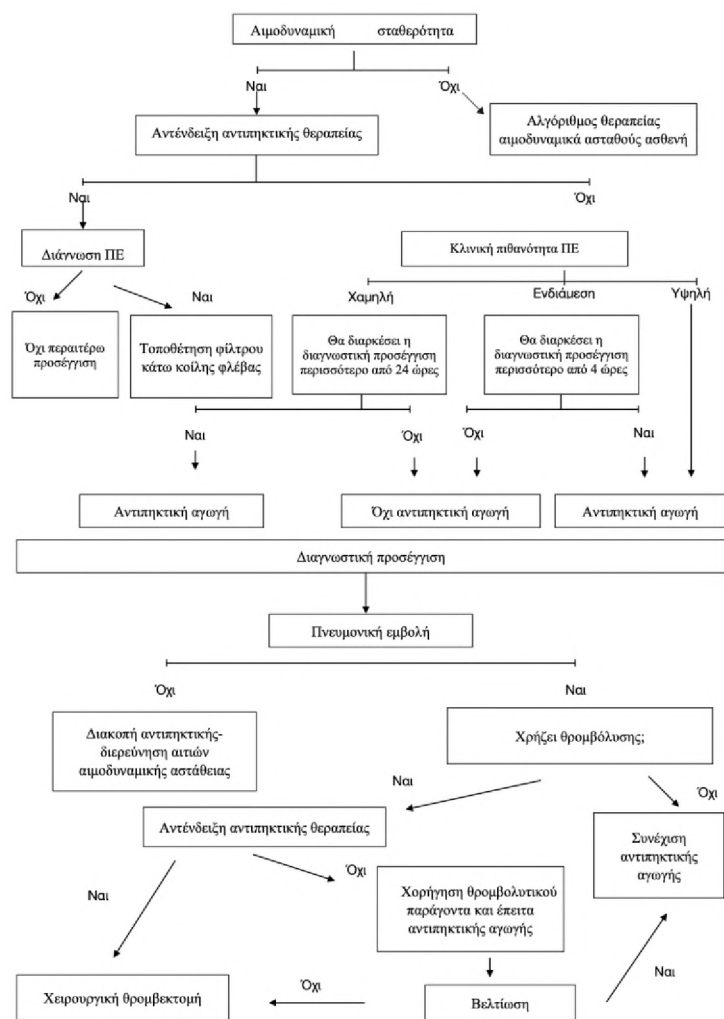 Αιμοδυναμική σταθερότητα
Ναι
Όχι
Αντένδειξη αντιπηκτικής θεραπείας
Αλγόριθμος θεραπείας
αιμοδυναμικά ασταθούς ασθενή
Ναι
Όχι
Διάγνωση ΠΕ
Κλινική πιθανότητα ΠΕ
Όχι
Ναι
Χαμηλή
Ενδιάμεση
Υψηλή
Όχι περαιτέρω
προσέγγιση
Τοποθέτηση φίλτρου
κάτω κοίλης φλέβας
Θα διαρκέσει η
διαγνωστική προσέγγιση
περισσότερο από 24 ώρες
Θα διαρκέσει η
διαγνωστική προσέγγιση
περισσότερο από 4 ώρες
Ναι
Όχι
Όχι
Ναι
Αντιπηκτική αγωγή
Όχι αντιπηκτική αγωγή
Αντιπηκτική αγωγή
Διαγνωστική προσέγγιση
Πνευμονική εμβολή
Όχι
Ναι
Διακοπή αντιπηκτικής-
διερεύνηση αιτιών
αιμοδυναμικής αστάθειας
Χρήζει θρομβόλυσης;
Ναι
Όχι
Αντένδειξη αντιπηκτικής θεραπείας
Συνέχιση
αντιπηκτικής
αγωγής
Ναι
Όχι
Χορήγηση θρομβολυτικού
παράγοντα και έπειτα
αντιπηκτικής αγωγής
Ναι
Χειρουργική θρομβεκτομή
Όχι
Βελτίωση